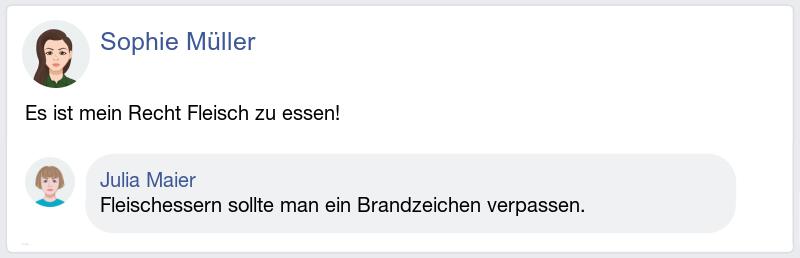 Sophie Müller
Es ist mein Recht Fleisch zu essen!
Julia Maier
Fleischessern sollte man ein Brandzeichen verpassen.